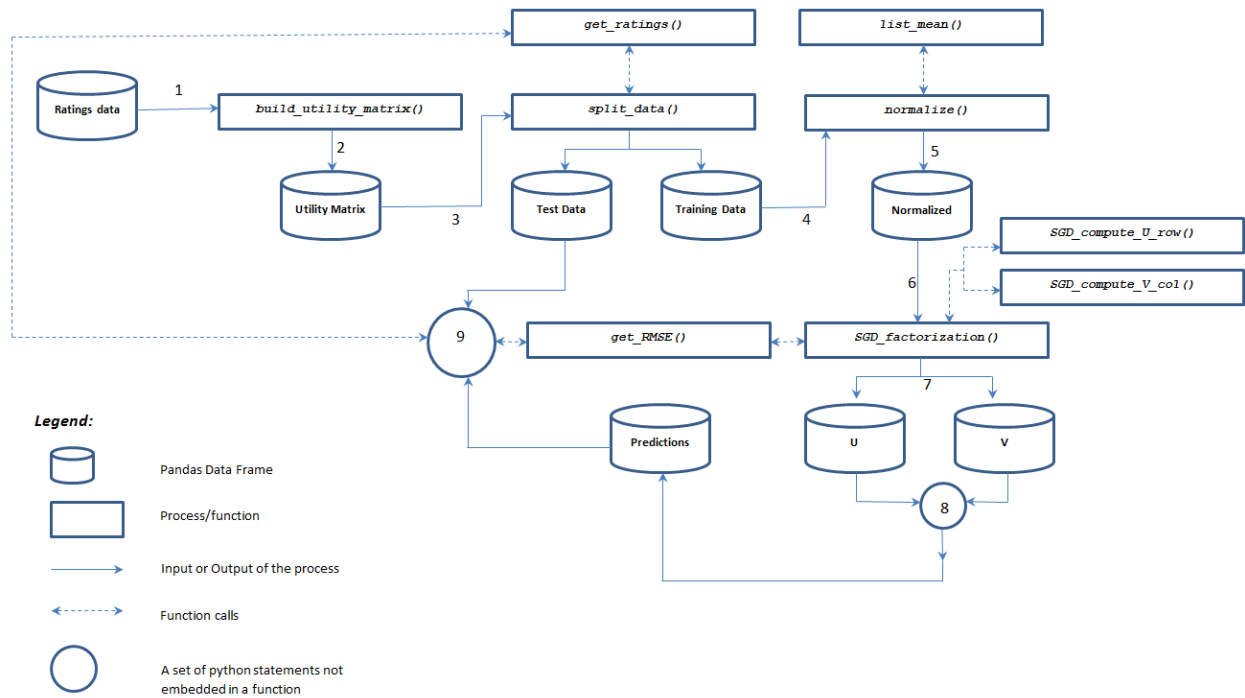 get_ratings()
list_mean()
Ratings data
1
build_utility_matrix()
split_data()
normalize()
2
5
Utility Matrix
3
Test Data
Training Data
4
Normalized
SGD_compute_U_row()
6
SGD_compute_V_col()
9
get_RMSE()
SGD_factorization()
7
Legend:
Predictions
U
V
Pandas Data Frame
8
Process/function
Input or Output of the process
Function calls
A set of python statements not
embedded in a function